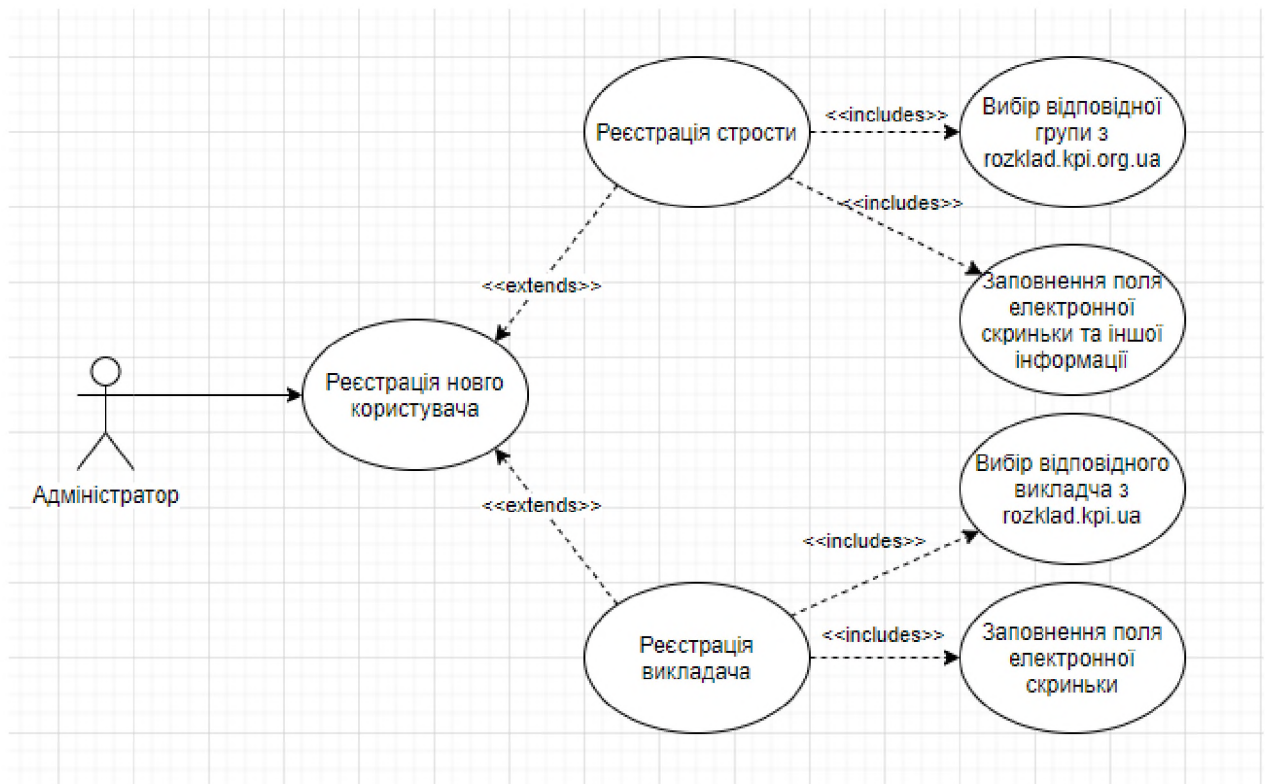 Реєстрація стрости
<<includes>>
Вибір відповідної
групи з
rozklad.kpi.org.ua
<<includes>>
Заповнення поля
електронної
скриньки та іншої
інформації
<<extends>>
Реєстрація новго
користувача
Адміністратор
<<extends>>
Вибір відповідного
викладча з
rozklad.kpi.ua
<<includes>>
Реєстрація
викладача
<<includes>>
Заповнення поля
електронної
скриньки